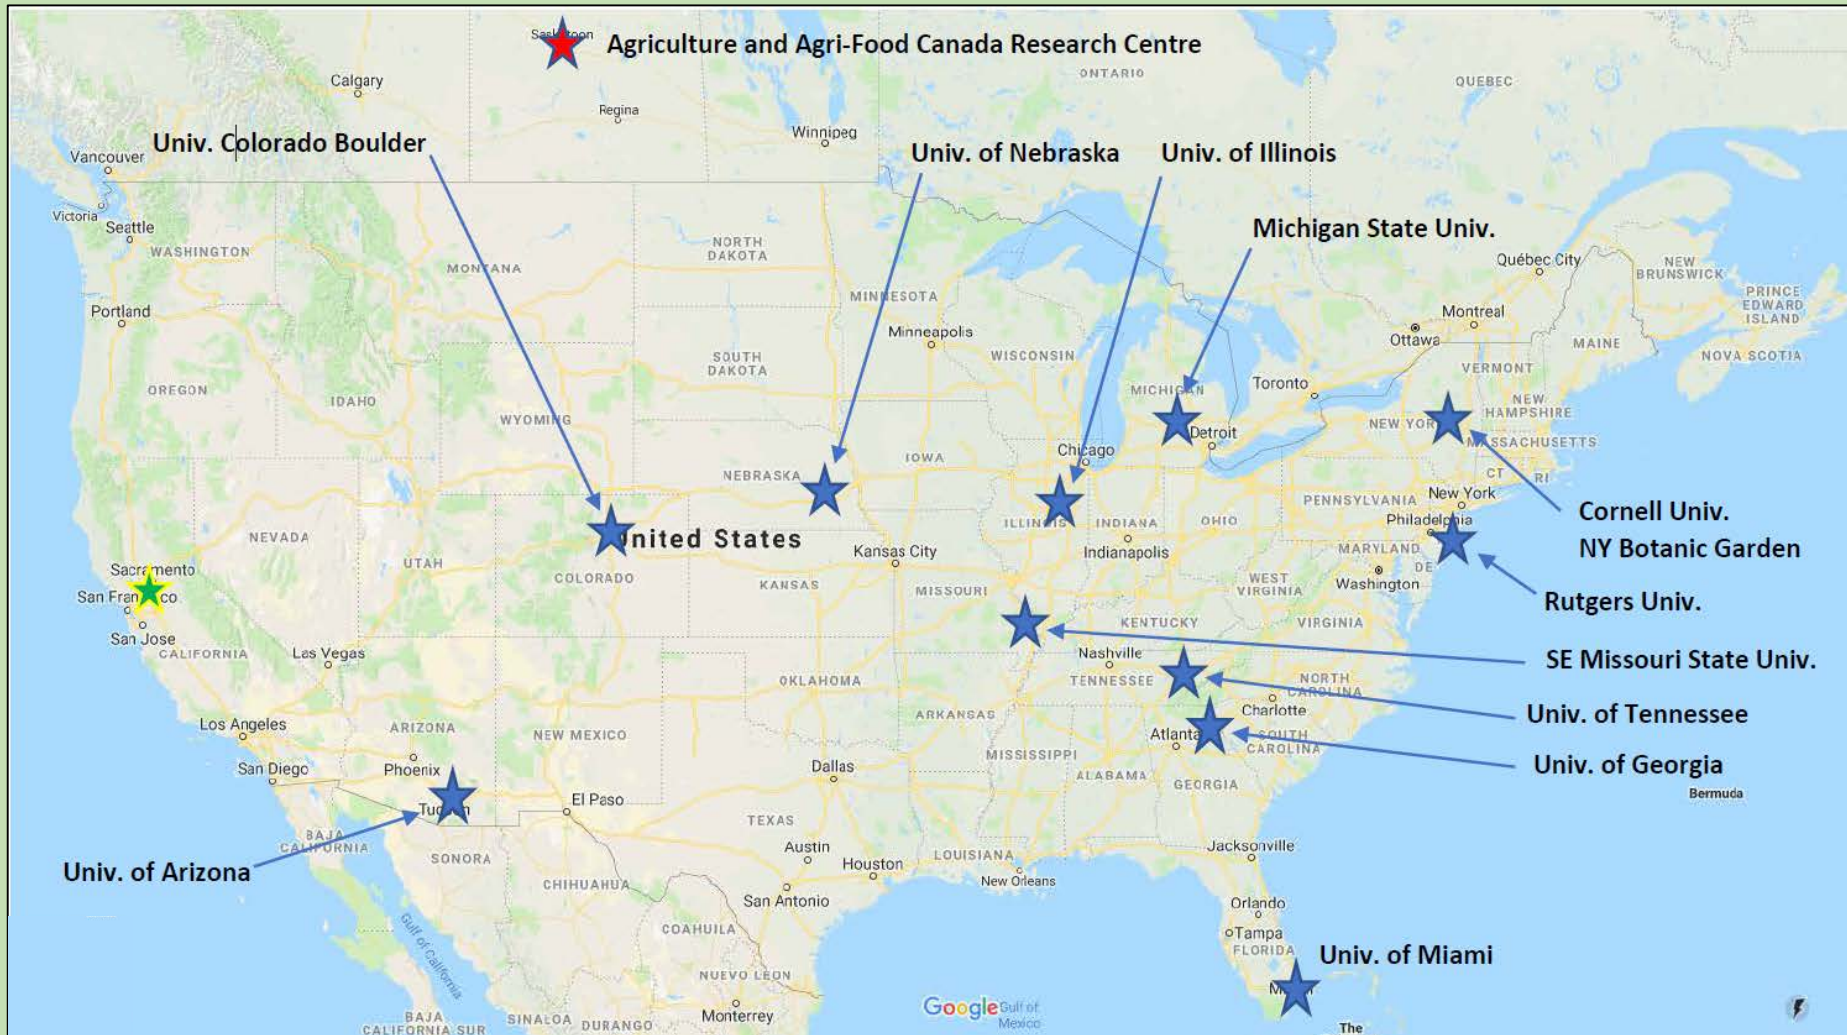 Saskatoon
Agriculture and Agri-Food Canada Research Centre
ONTARIO
QUEBEC
Calgary
Regina
Winnipeg
Univ. Colorado Boulder
Univ. of Nebraska
Univ. of Illinois
Vancouver
Victoria
Seattle
WASHINGTON
MONTANA
NORTH
DAKOTA
Michigan State Univ.
Québec City
NEW
BRUNSWICK
PRINCE
EDWARD
ISLAND
Portland
MINNESOTA
Minneapolis
Montreal
Ottawa
MAINE
NOVA SCOTIA
SOUTH
DAKOTA
WISCONSIN
VERMONT
OREGON
IDAHO
WYOMING
MICHIGAN
Toronto
NEW
HAMPSHIRE
NEW YORK
MASSACHUSETTS
Detroit
Chicago
IOWA
NEBRASKA
CT
RI
PENNSYLVANIA
New York
Cornell Univ.
NY Botanic Garden
NEVADA
United States
ILLINOIS
INDIANA
OHIO
Philadelphia
Kansas City
Indianapolis
MARYLAND
DE
Washington
Sacramento
San Francisco
UTAH
COLORADO
KANSAS
MISSOURI
WEST
VIRGINIA
Rutgers Univ.
San Jose
CALIFORNIA
Las Vegas
KENTUCKY
VIRGINIA
Nashville
SE Missouri State Univ.
OKLAHOMA
TENNESSEE
NORTH
CAROLINA
Charlotte
Univ. of Tennessee
Los Angeles
ARIZONA
NEW MEXICO
ARKANSAS
Atlanta
SOUTH
CAROLINA
MISSISSIPPI
Univ. of Georgia
San Diego
Phoenix
Dallas
ALABAMA
GEORGIA
Bermuda
Tucson
El Paso
TEXAS
BAJA
CALIFORNIA
SONORA
Austin
Houston
LOUISIANA
Jacksonville
Univ. of Arizona
CHIHUAHUA
San Antonio
New Orleans
Orlando
Gulf of California
COAHUILA
Tampa
FLORIDA
Univ. of Miami
NUEVO LEON
Miami
Google
Gulf of
Mexico
BAJA
CALIFORNIA SUR
SINALOA
DURANGO
Monterrey
The